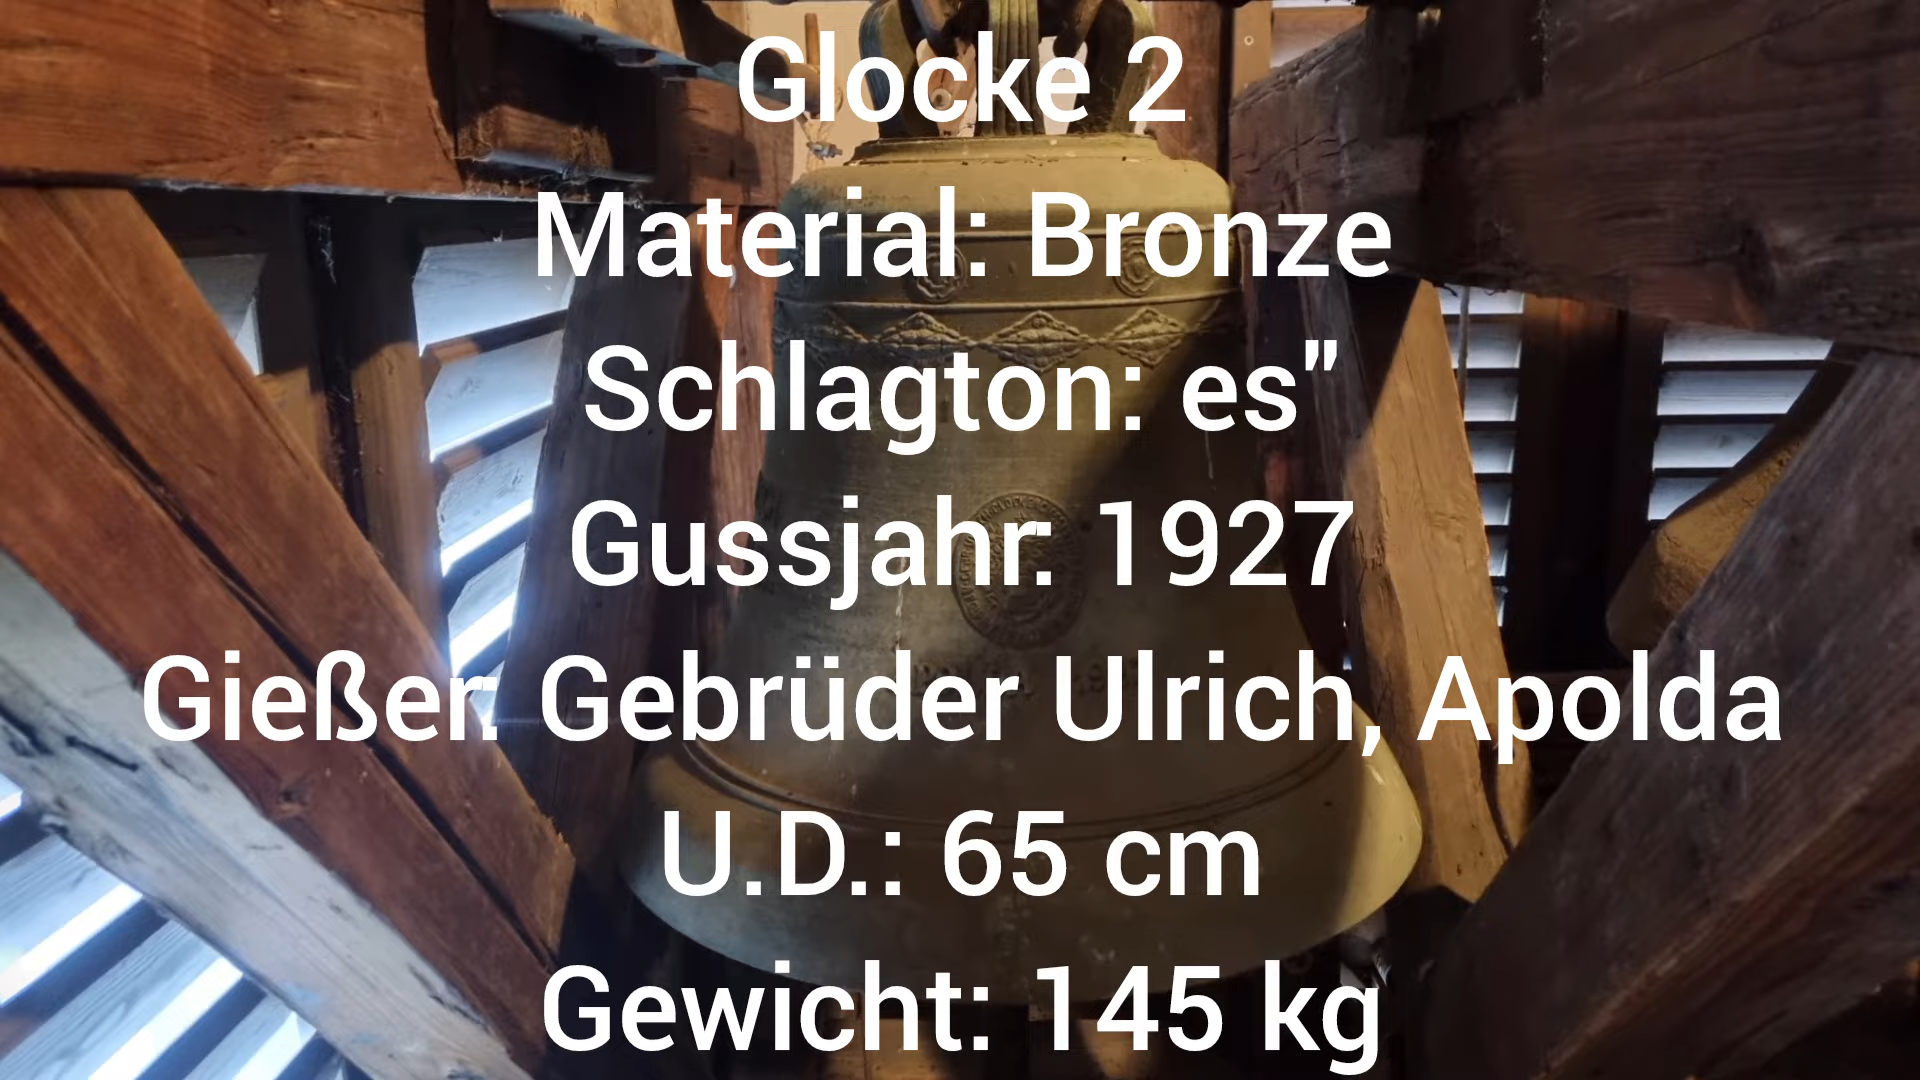 Glocke 2
Material: Bronze
Schlagton: es"
Gussjahr: 1927
Gießer: Gebrüder Ulrich, Apolda
U.D.: 65 cm
Gewicht: 145 kg